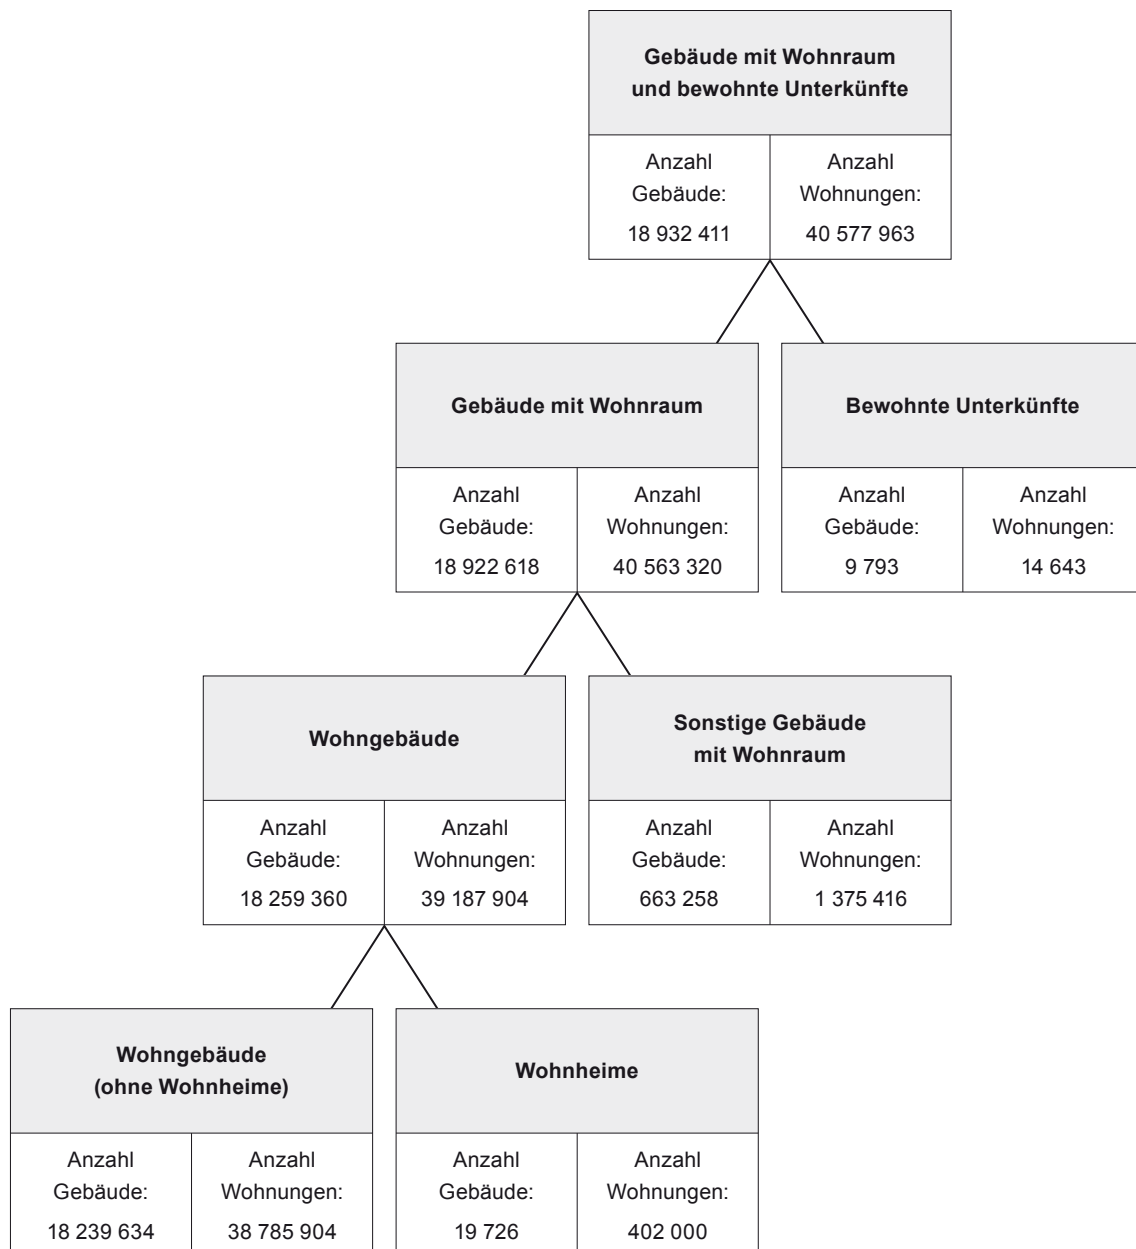 Gebäude mit Wohnraum
und bewohnte Unterkünfte
Anzahl
Gebäude:
18 932 411
Anzahl
Wohnungen:
40 577 963
Gebäude mit Wohnraum
Anzahl
Gebäude:
18 922 618
Anzahl
Wohnungen:
40 563 320
Bewohnte Unterkünfte
Anzahl
Gebäude:
9 793
Anzahl
Wohnungen:
14 643
Wohngebäude
Anzahl
Gebäude:
18 259 360
Anzahl
Wohnungen:
39 187 904
Sonstige Gebäude
mit Wohnraum
Anzahl
Gebäude:
663 258
Anzahl
Wohnungen:
1 375 416
Wohngebäude
(ohne Wohnheime)
Anzahl
Gebäude:
18 239 634
Anzahl
Wohnungen:
38 785 904
Wohnheime
Anzahl
Gebäude:
19 726
Anzahl
Wohnungen:
402 000